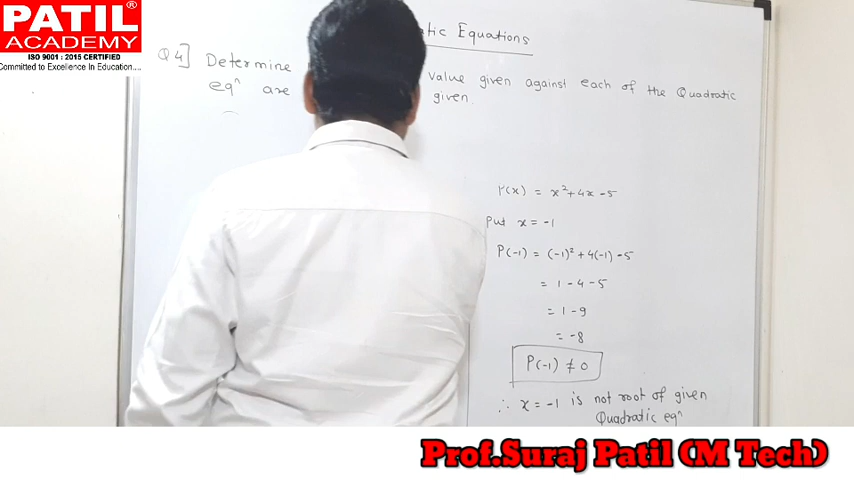 PATIL®
ACADEMY
ISO 9001 : 2015 CERTIFIED
Committed to Excellence In Education....
tic Equations
Q4] Determine value given against each of the Quadratic
eqⁿ are given.
P(x) = x² + 4x - 5
Put x = -1
P(-1) = (-1)² + 4(-1) - 5
= 1 - 4 - 5
= 1 - 9
= -8
P(-1) ≠ 0
∴ x = -1 is not root of given
Quadratic eqⁿ
Prof.Suraj Patil(M Tech)